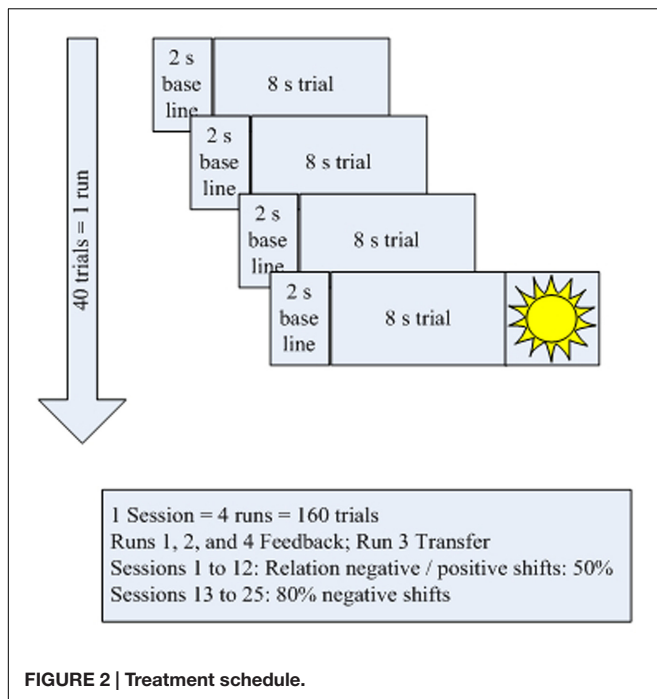 2 s
base
line
8 s trial
2 s
base
line
8 s trial
2 s
base
line
8 s trial
2 s
base
line
8 s trial
40 trials = 1 run
1 Session = 4 runs = 160 trials
Runs 1, 2, and 4 Feedback; Run 3 Transfer
Sessions 1 to 12: Relation negative / positive shifts: 50%
Sessions 13 to 25: 80% negative shifts
FIGURE 2 | Treatment schedule.